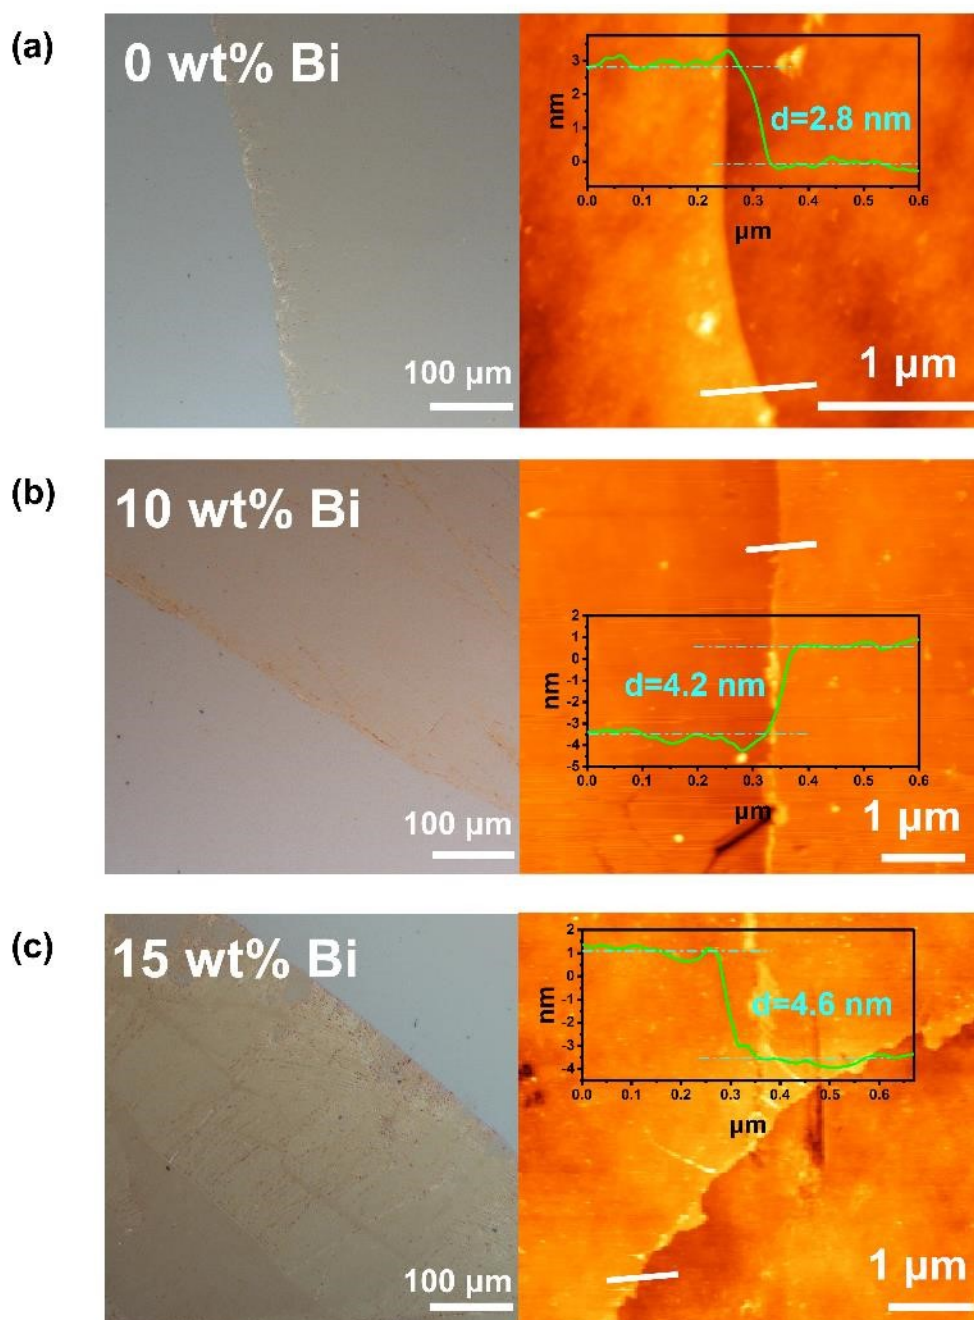 (a)
0 wt% Bi
100 µm
3
2
1
0
nm
d=2.8 nm
0.0 0.1 0.2 0.3 0.4 0.5 0.6
µm
1 µm
(b)
10 wt% Bi
100 µm
2
1
0
-1
-2
-3
-4
-5
nm
d=4.2 nm
0.0 0.1 0.2 0.3 0.4 0.5 0.6
µm
1 µm
(c)
15 wt% Bi
100 µm
2
1
0
-1
-2
-3
-4
nm
d=4.6 nm
0.0 0.1 0.2 0.3 0.4 0.5 0.6
µm
1 µm